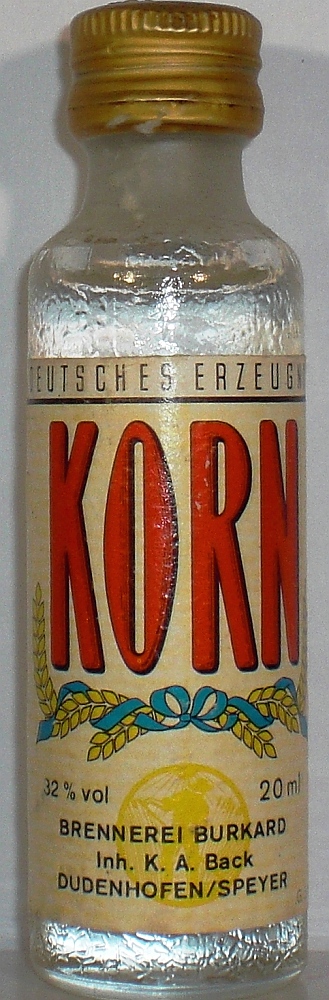 DEUTSCHES ERZEUGN
KORN
32 % vol 20 ml
BRENNEREI BURKARD
Inh. K. A. Back
DUDENHOFEN/SPEYER
G